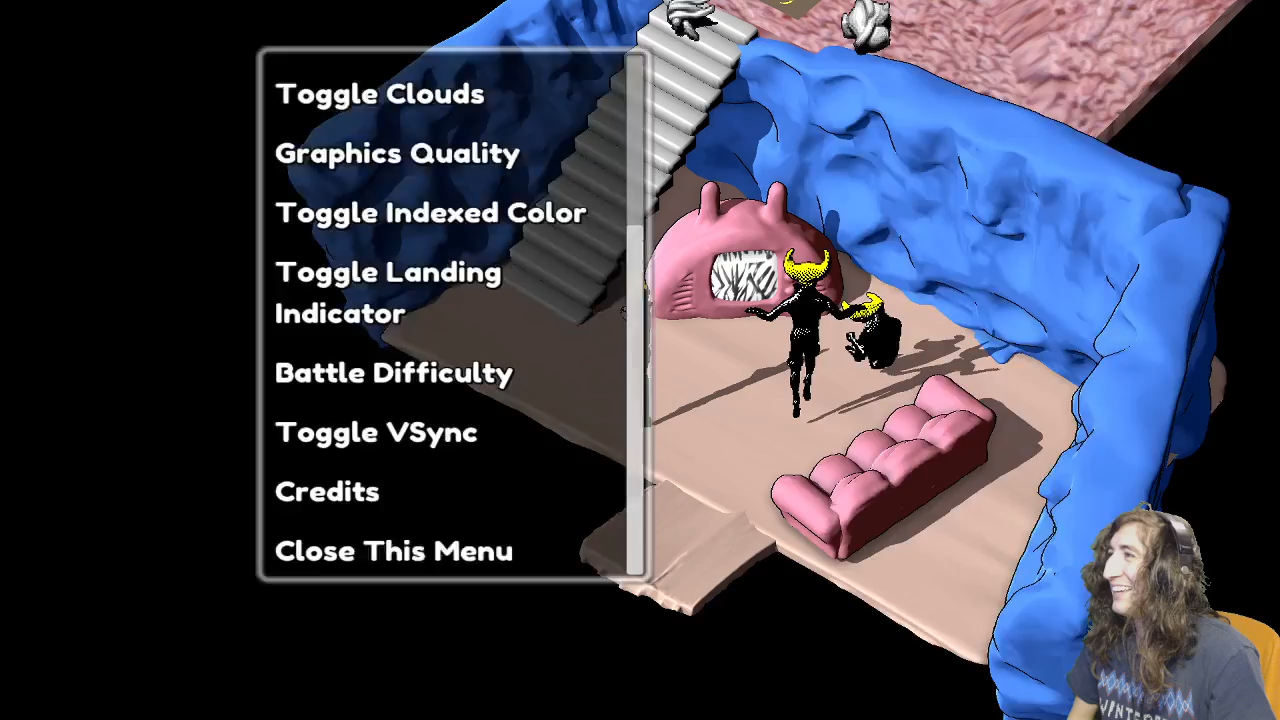 Toggle Clouds
Graphics Quality
Toggle Indexed Color
Toggle Landing
Indicator
Battle Difficulty
Toggle VSync
Credits
Close This Menu